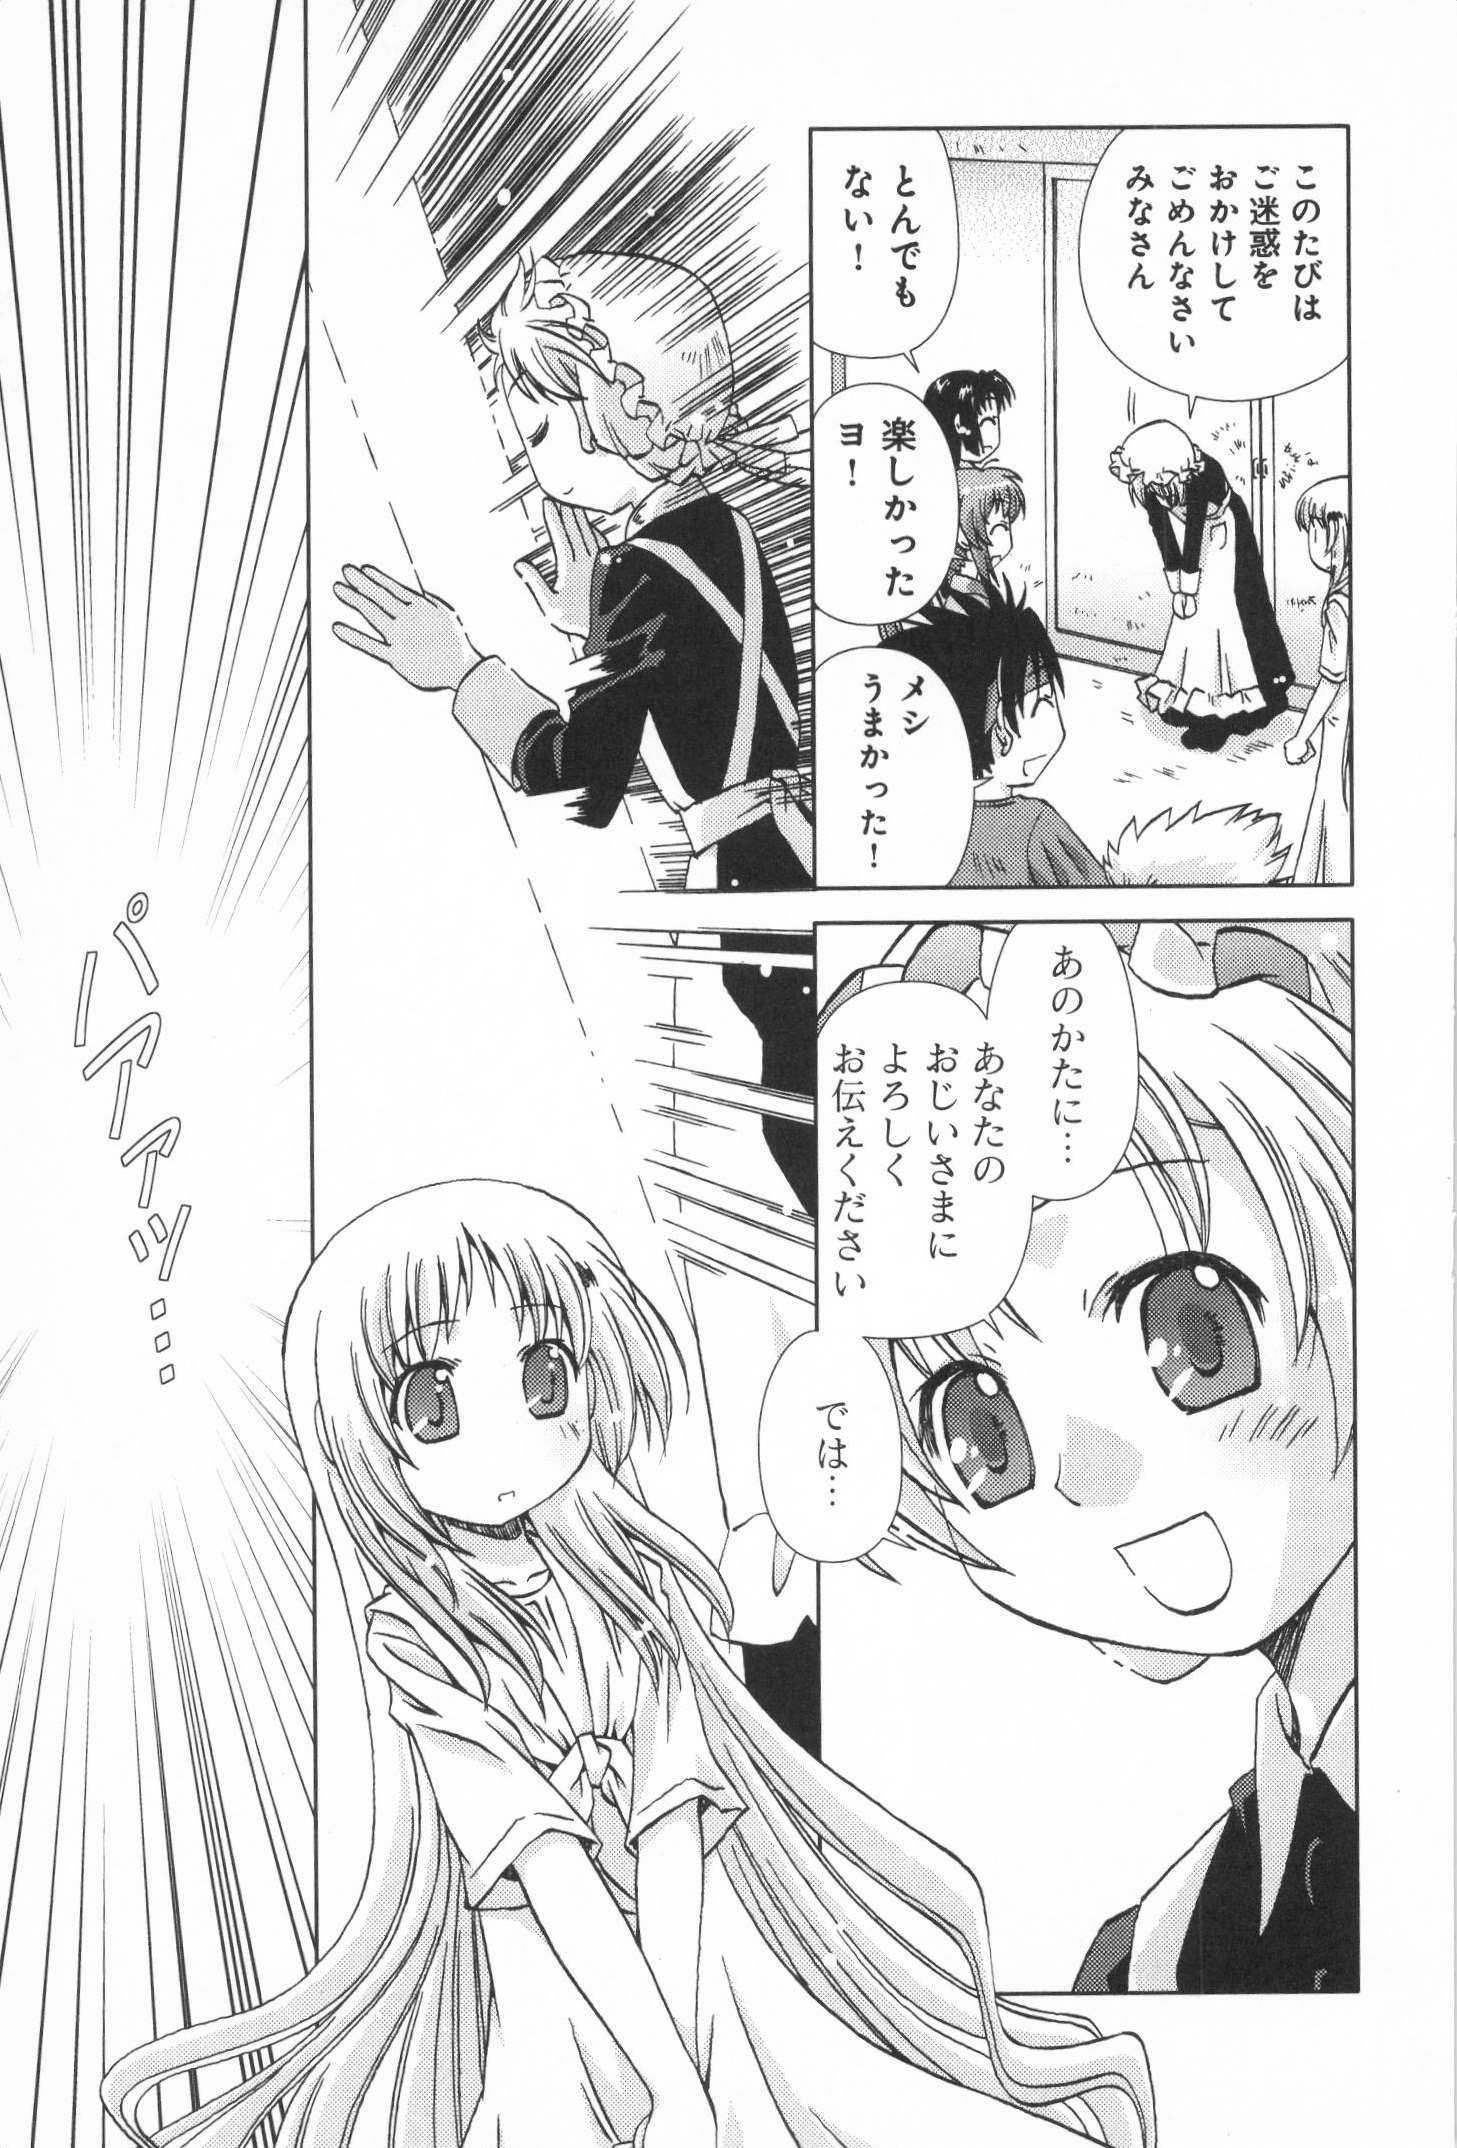 このたびは
ご迷惑を
おかけして
ごめんなさい
みなさん
とんでも
ない！
楽しかった
ヨ！
メシ
うまかった！
あのかたに…
あなたの
おじいさまに
よろしく
お伝えください
では…
パアアァッ…